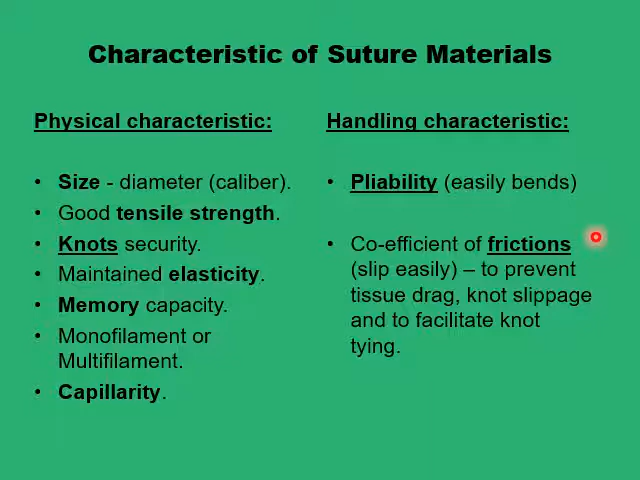 Characteristic of Suture Materials
Physical characteristic:
• Size - diameter (caliber).
• Good tensile strength.
• Knots security.
• Maintained elasticity.
• Memory capacity.
• Monofilament or
Multifilament.
• Capillarity.
Handling characteristic:
• Pliability (easily bends)
• Co-efficient of frictions
(slip easily) – to prevent
tissue drag, knot slippage
and to facilitate knot
tying.